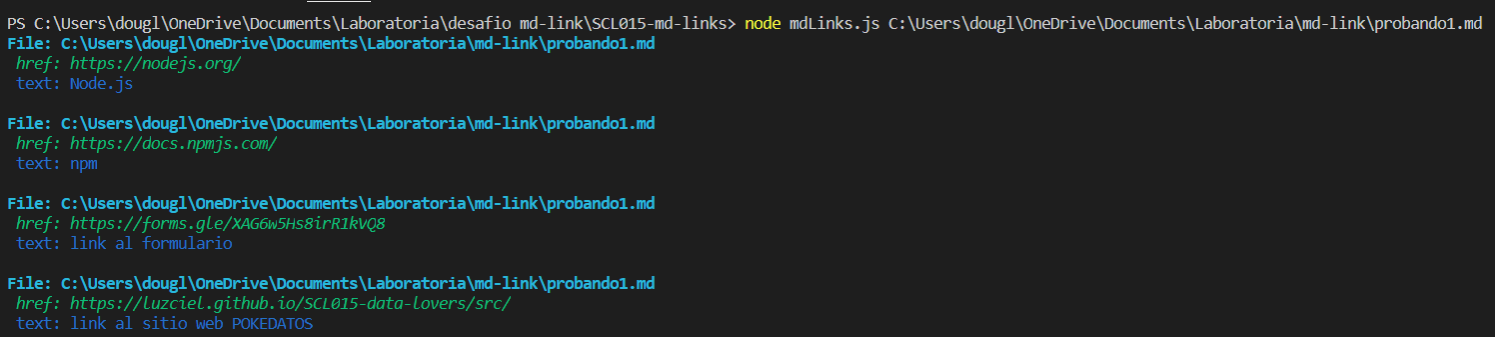 PS C:\Users\dougl\OneDrive\Documents\Laboratoria\desafio md-link\SCL015-md-links> node mdLinks.js C:\Users\dougl\OneDrive\Documents\Laboratoria\md-link\probando1.md
File: C:\Users\dougl\OneDrive\Documents\Laboratoria\md-link\probando1.md
href: https://nodejs.org/
text: Node.js
File: C:\Users\dougl\OneDrive\Documents\Laboratoria\md-link\probando1.md
href: https://docs.npmjs.com/
text: npm
File: C:\Users\dougl\OneDrive\Documents\Laboratoria\md-link\probando1.md
href: https://forms.gle/XAG6w5Hs8irR1kVQ8
text: link al formulario
File: C:\Users\dougl\OneDrive\Documents\Laboratoria\md-link\probando1.md
href: https://luzciel.github.io/SCL015-data-lovers/src/
text: link al sitio web POKEDATOS